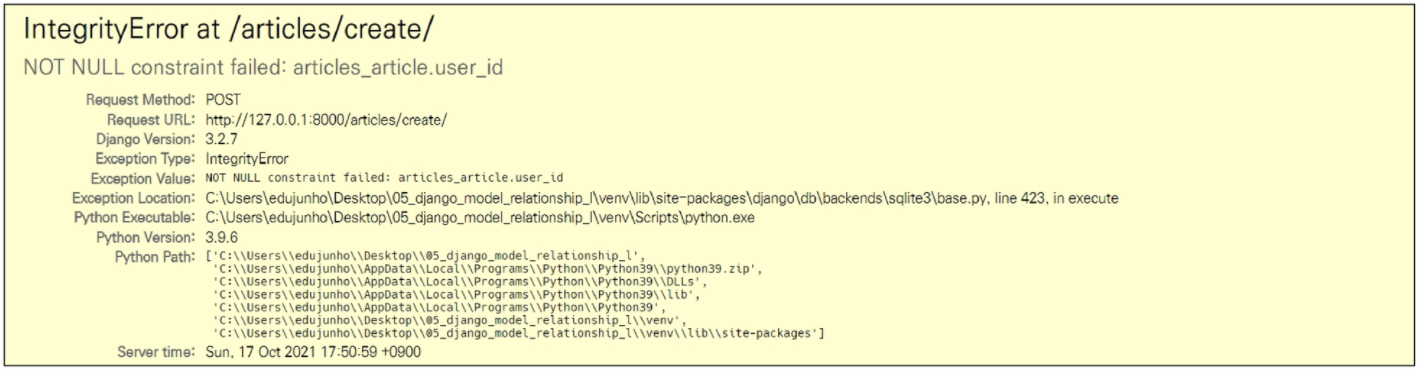 IntegrityError at /articles/create/
NOT NULL constraint failed: articles_article.user_id
Request Method: POST
Request URL: http://127.0.0.1:8000/articles/create/
Django Version: 3.2.7
Exception Type: IntegrityError
Exception Value: NOT NULL constraint failed: articles_article.user_id
Exception Location: C:\Users\edujunho\Desktop\05_django_model_relationship_I\venv\lib\site-packages\django\db\backends\sqlite3\base.py, line 423, in execute
Python Executable: C:\Users\edujunho\Desktop\05_django_model_relationship_I\venv\Scripts\python.exe
Python Version: 3.9.6
Python Path: ['C:\\Users\\edujunho\\Desktop\\05_django_model_relationship_l',
'C:\\Users\\edujunho\\AppData\\Local\\Programs\\Python\\Python39\\python39.zip',
'C:\\Users\\edujunho\\AppData\\Local\\Programs\\Python\\Python39\\DLLs',
'C:\\Users\\edujunho\\AppData\\Local\\Programs\\Python\\Python39\\lib',
'C:\\Users\\edujunho\\AppData\\Local\\Programs\\Python\\Python39',
'C:\\Users\\edujunho\\Desktop\\05_django_model_relationship_l\\venv',
'C:\\Users\\edujunho\\Desktop\\05_django_model_relationship_l\\venv\\lib\\site-packages']
Server time: Sun, 17 Oct 2021 17:50:59 +0900